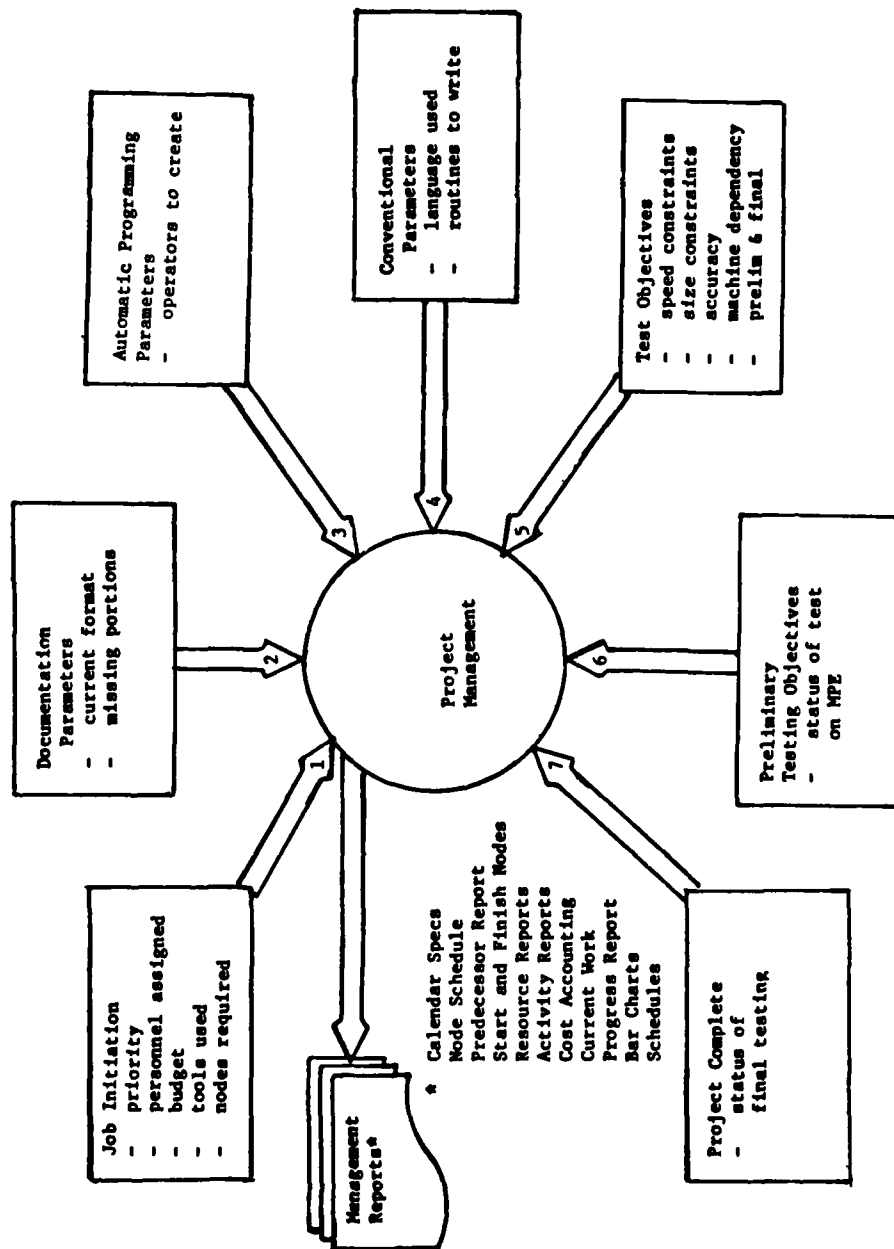 Job Initiation
- priority
- personnel assigned
- budget
- tools used
- nodes required
Documentation
Parameters
- current format
- missing portions
Automatic Programming
Parameters
- operators to create
Conventional
Parameters
- language used
- routines to write
Test Objectives
- speed constraints
- size constraints
- accuracy
- machine dependency
- prelim & final
Preliminary
Testing Objectives
- status of test
on MPE
Project Complete
- status of
final testing
1
2
3
4
5
6
7
Project
Management
Management
Reports*
* Calendar Specs
Node Schedule
Predecessor Report
Start and Finish Nodes
Resource Reports
Activity Reports
Cost Accounting
Current Work
Progress Report
Bar Charts
Schedules